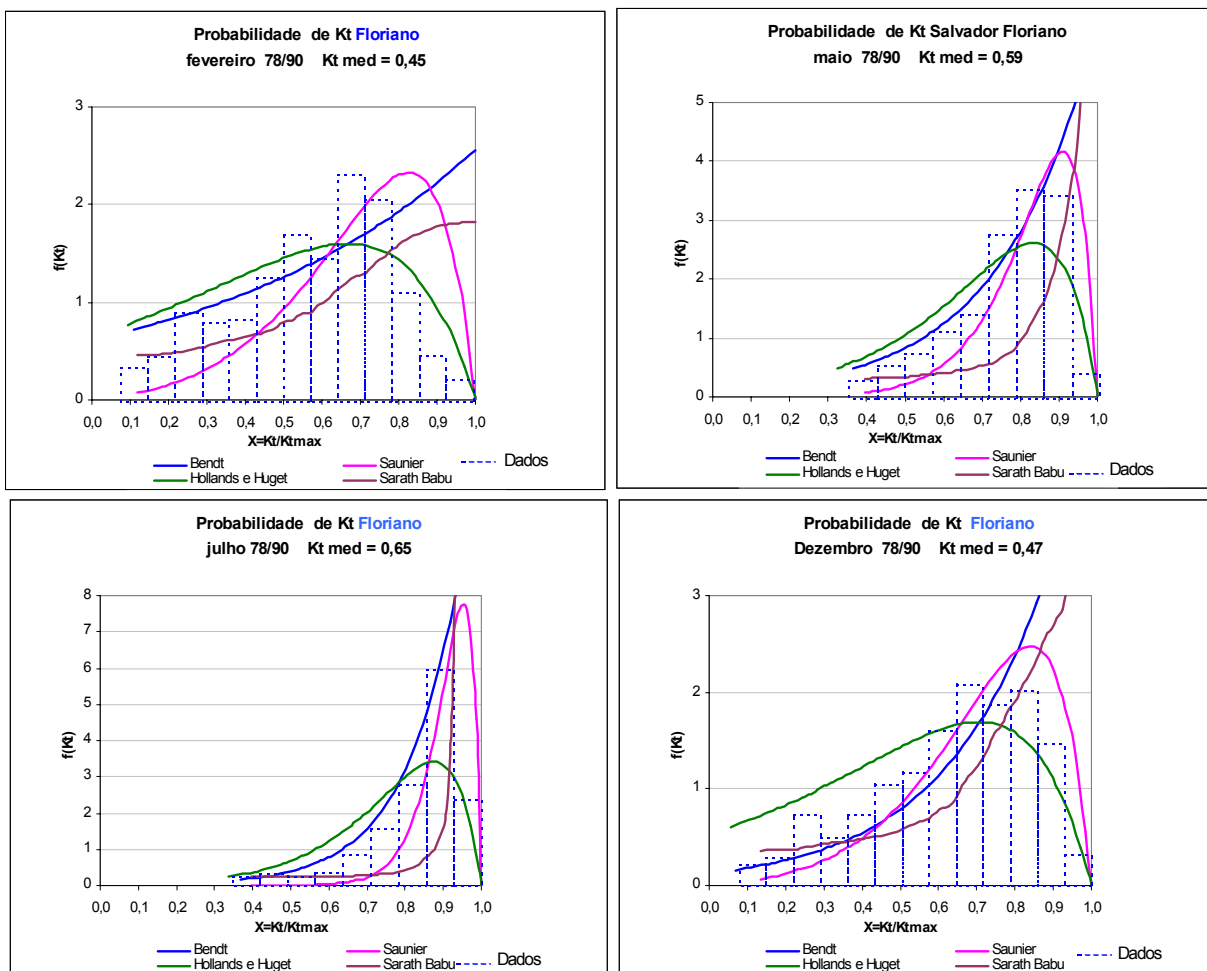 Probabilidade de Kt Floriano
fevereiro 78/90 Kt med = 0,45
3
2
1
0
f(Kt)
0,0 0,1 0,2 0,3 0,4 0,5 0,6 0,7 0,8 0,9 1,0
X=Kt/Ktmax
Bendt Saunier Dados
Hollands e Huget Sarath Babu
Probabilidade de Kt Salvador Floriano
maio 78/90 Kt med = 0,59
5
4
3
2
1
0
f(Kt)
0,0 0,1 0,2 0,3 0,4 0,5 0,6 0,7 0,8 0,9 1,0
X=Kt/Ktmax
Bendt Saunier
Hollands e Huget Sarath Babu Dados
Probabilidade de Kt Floriano
julho 78/90 Kt med = 0,65
8
7
6
5
4
3
2
1
0
f(Kt)
0,0 0,1 0,2 0,3 0,4 0,5 0,6 0,7 0,8 0,9 1,0
X=Kt/Ktmax
Bendt Saunier
Hollands e Huget Sarath Babu Dados
Probabilidade de Kt Floriano
Dezembro 78/90 Kt med = 0,47
3
2
1
0
f(Kt)
0,0 0,1 0,2 0,3 0,4 0,5 0,6 0,7 0,8 0,9 1,0
X=Kt/Ktmax
Bendt Saunier Dados
Hollands e Huget Sarath Babu